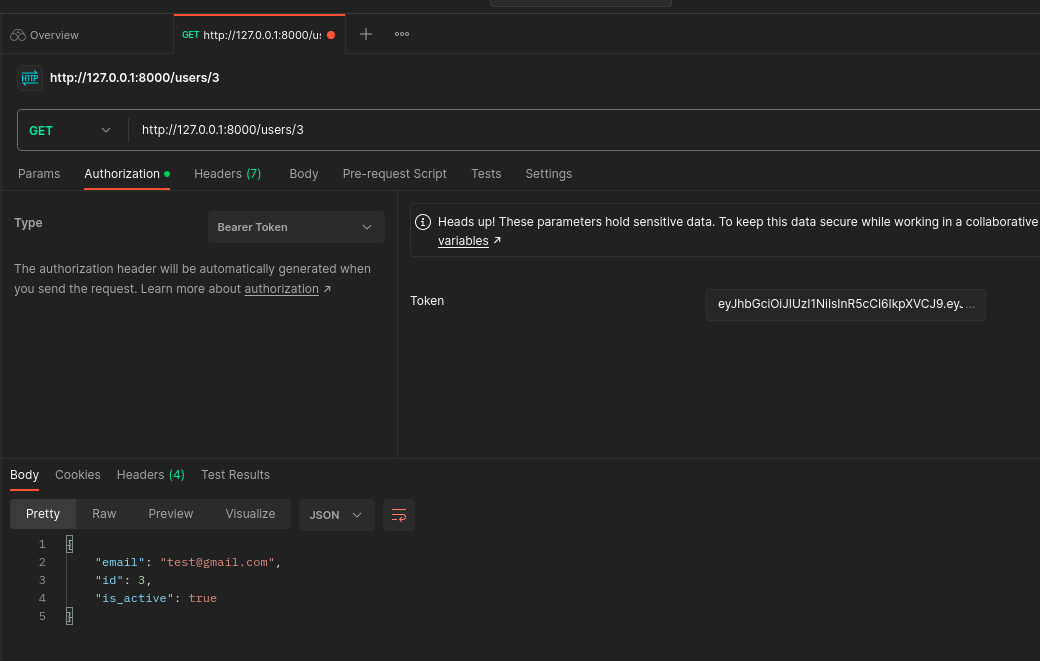 Overview
GET http://127.0.0.1:8000/u
HTTP http://127.0.0.1:8000/users/3
GET http://127.0.0.1:8000/users/3
Params Authorization Headers (7) Body Pre-request Script Tests Settings
Type Bearer Token
Heads up! These parameters hold sensitive data. To keep this data secure while working in a collaborative
variables ↗
The authorization header will be automatically generated when
you send the request. Learn more about authorization ↗
Token eyJhbGciOiJIUzI1NiIsInR5cCI6IkpXVCJ9.eyJ...
Body Cookies Headers (4) Test Results
Pretty Raw Preview Visualize JSON
1 {
2 "email": "test@gmail.com",
3 "id": 3,
4 "is_active": true
5 }